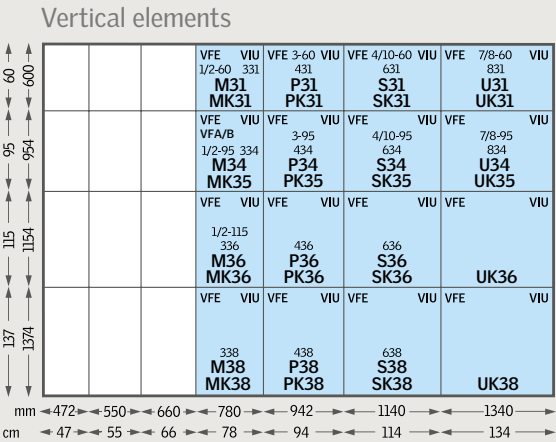 Vertical elements
60 600
VFE VIU
1/2-60 331
M31
MK31
VFE 3-60 VIU
431
P31
PK31
VFE 4/10-60 VIU
631
S31
SK31
VFE 7/8-60 VIU
831
U31
UK31
95 954
VFE VIU
VFA/B
1/2-95 334
M34
MK35
VFE VIU
3-95
434
P34
PK35
VFE VIU
4/10-95
634
S34
SK35
VFE VIU
7/8-95
834
U34
UK35
115 1154
VFE VIU
1/2-115
336
M36
MK36
VFE VIU
436
P36
PK36
VFE VIU
636
S36
SK36
VFE VIU
UK36
137 1374
VFE VIU
338
M38
MK38
VFE VIU
438
P38
PK38
VFE VIU
638
S38
SK38
VFE VIU
UK38
mm 472 550 660 780 942 1140 1340
cm 47 55 66 78 94 114 134